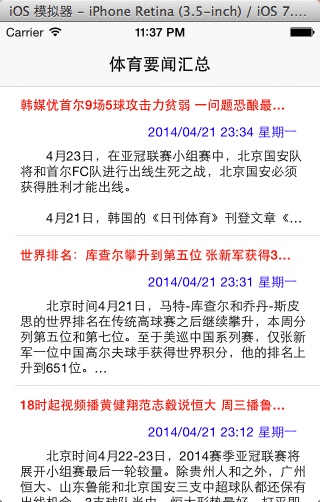 iOS 模拟器 - iPhone Retina (3.5-inch) / iOS 7....
Carrier 11:37 PM
体育要闻汇总
韩媒忧首尔9场5球攻击力贫弱 一问题恐酿最...
2014/04/21 23:34 星期一
4月23日，在亚冠联赛小组赛中，北京国安队
将和首尔FC队进行出线生死之战，北京国安必须
获得胜利才能出线。
4月21日，韩国的《日刊体育》刊登文章《...
世界排名：库查尔攀升到第五位 张新军获得3...
2014/04/21 23:31 星期一
北京时间4月21日，马特-库查尔和乔丹-斯皮
思的世界排名在传统高球赛之后继续攀升，本周分
列第五位和第七位。至于美巡中国系列赛，仅张新
军一位中国高尔夫球手获得世界积分，他的排名上
升到651位。...
18时起视频播黄健翔范志毅说恒大 周三播鲁...
2014/04/21 23:12 星期一
北京时间4月22-23日，2014赛季亚冠联赛将
展开小组赛最后一轮较量。除贵州人和之外，广州
恒大、山东鲁能和北京国安三支中超球队都还保有